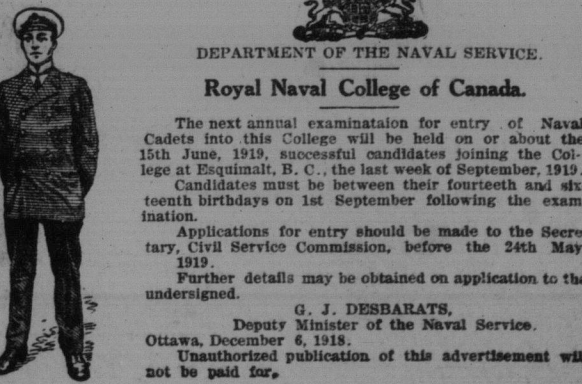 DEPARTMENT OF THE NAVAL SERVICE.
Royal Naval College of Canada.
The next annual examinataion for entry of Naval
Cadets into this College will be held on or about the
15th June, 1919, successful candidates joining the Col-
lege at Esquimalt, B. C., the last week of September, 1919.
Candidates must be between their fourteeth and six
teenth birthdays on 1st September following the exam
ination.
Applications for entry should be made to the Secre-
tary, Civil Service Commission, before the 24th May
1919.
Further details may be obtained on application to the
undersigned.
G. J. DESBARATS,
Deputy Minister of the Naval Service.
Ottawa, December 6, 1918.
Unauthorized publication of this advertisement will
not be paid for.